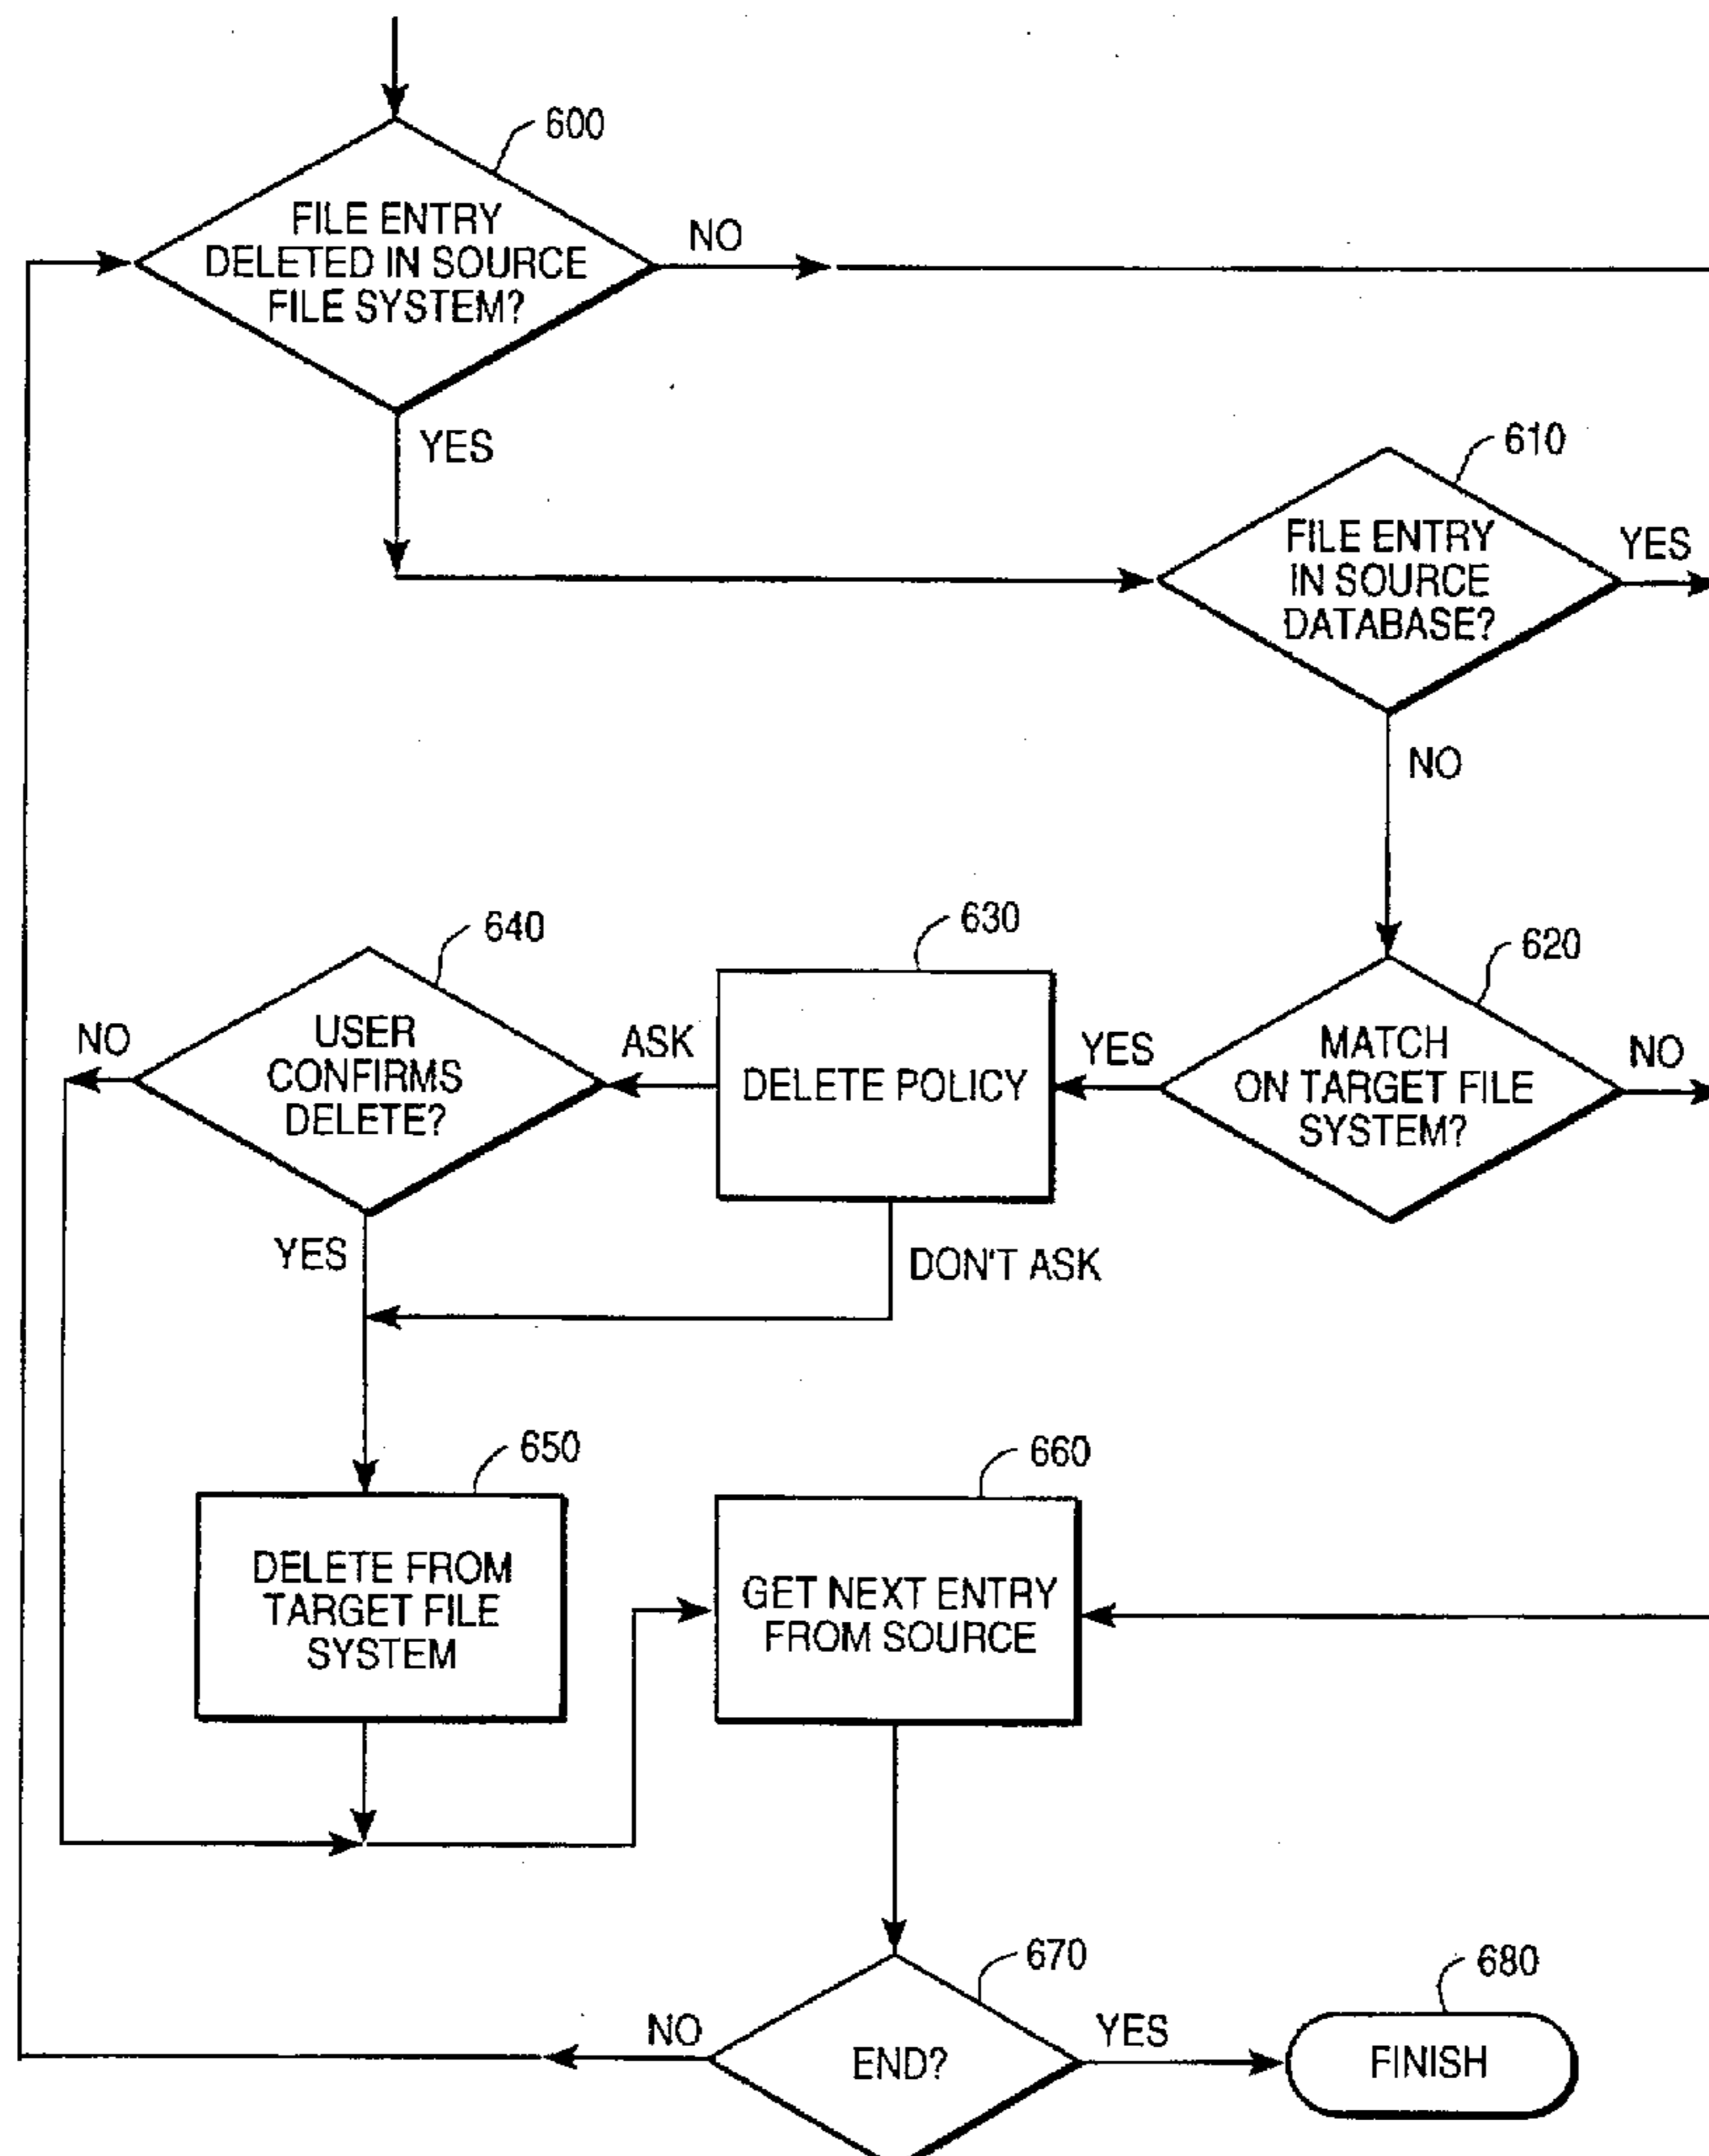 600
FILE ENTRY
DELETED IN SOURCE
FILE SYSTEM?
NO
YES
610
FILE ENTRY
IN SOURCE
DATABASE?
YES
NO
620
MATCH
ON TARGET FILE
SYSTEM?
NO
YES
630
DELETE POLICY
ASK
DON'T ASK
640
USER
CONFIRMS
DELETE?
NO
YES
650
DELETE FROM
TARGET FILE
SYSTEM
660
GET NEXT ENTRY
FROM SOURCE
670
END?
NO
YES
680
FINISH